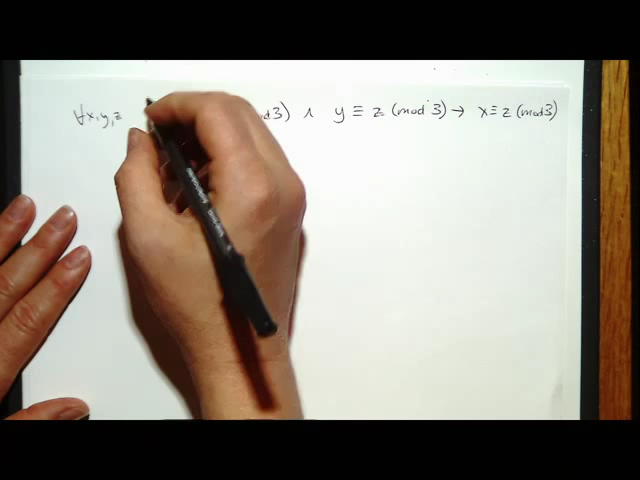 ∀x,y,z d3) ∧ y ≡ z (mod 3) → x ≡ z (mod 3)